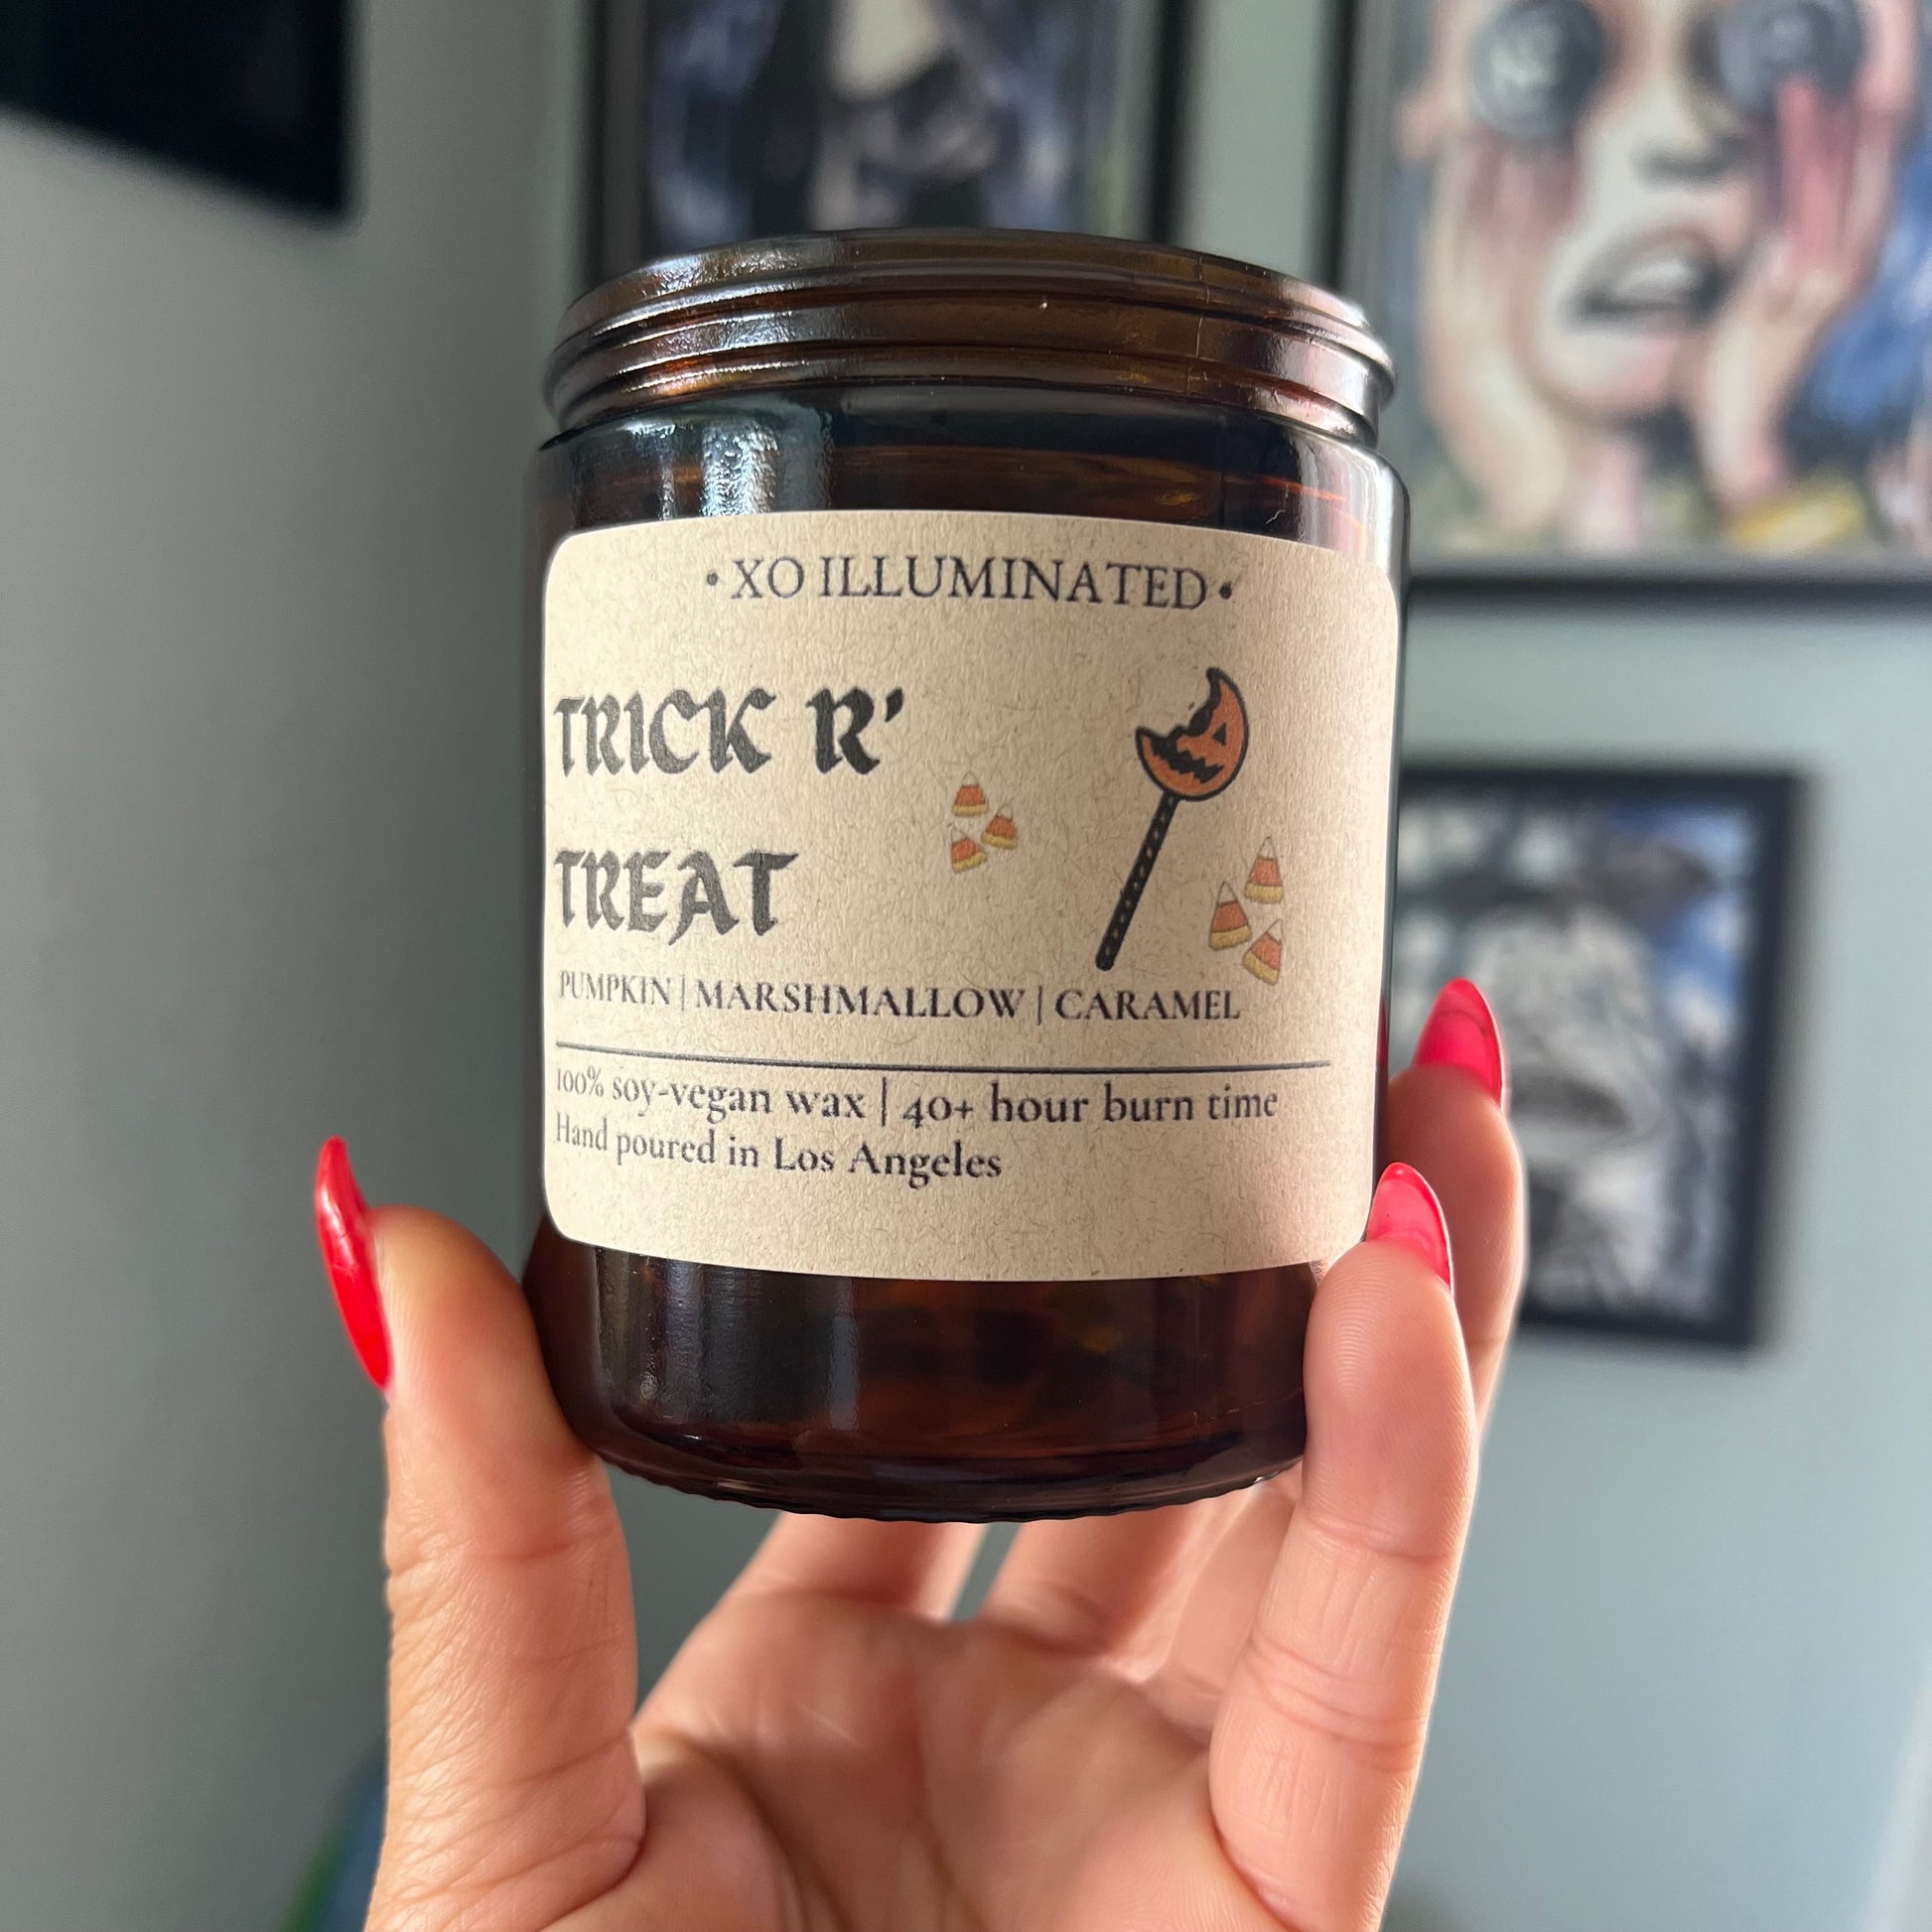 • XO ILLUMINATED •
TRICK R'
TREAT
PUMPKIN | MARSHMALLOW | CARAMEL
100% soy-vegan wax | 40+ hour burn time
Hand poured in Los Angeles